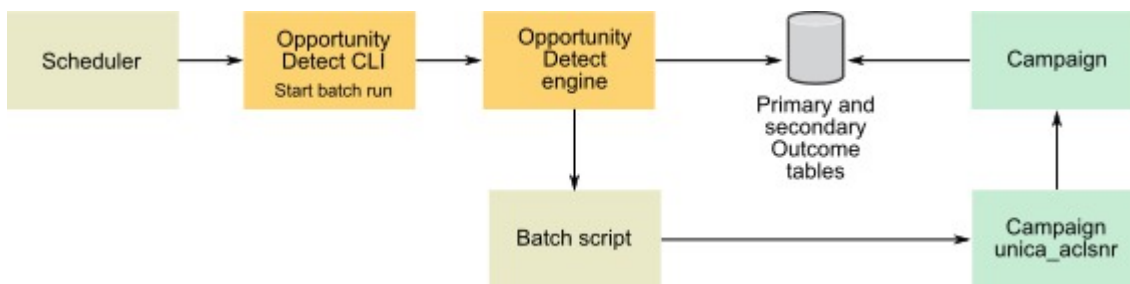 Scheduler
Opportunity
Detect CLI
Start batch run
Opportunity
Detect
engine
Primary and
secondary
Outcome
tables
Campaign
Batch script
Campaign
unica_aclsnr